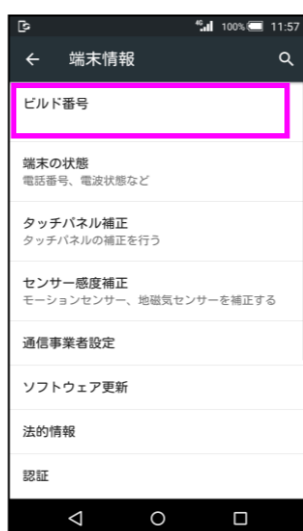 4G 100% 11:57
端末情報
ビルド番号
端末の状態
電話番号、電波状態など
タッチパネル補正
タッチパネルの補正を行う
センサー感度補正
モーションセンサー、地磁気センサーを補正する
通信事業者設定
ソフトウェア更新
法的情報
認証